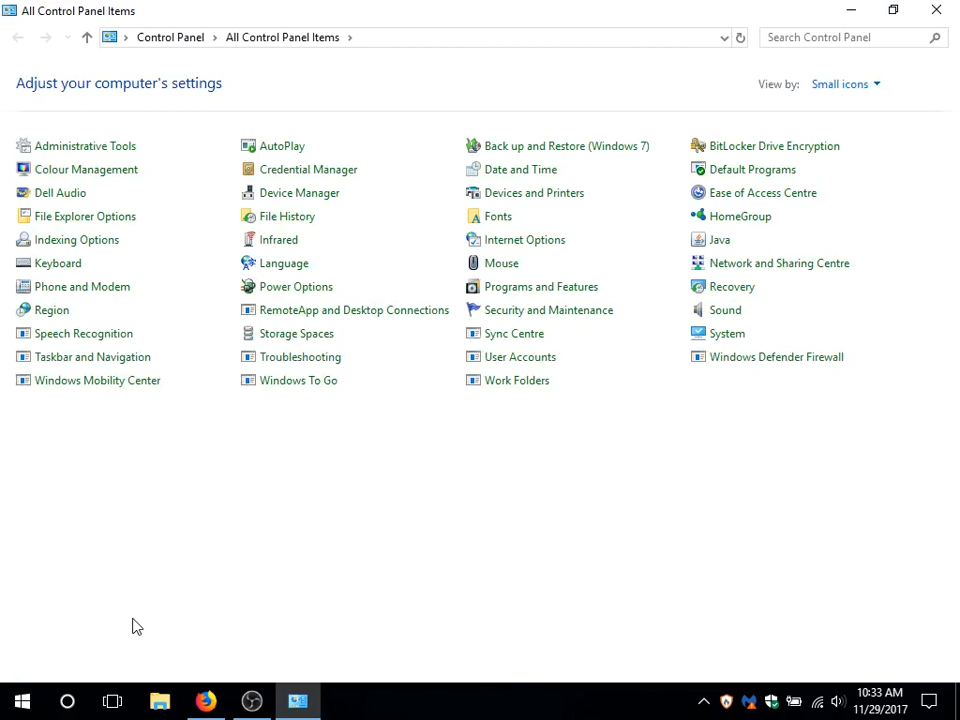 All Control Panel Items
Control Panel > All Control Panel Items >
Search Control Panel
Adjust your computer's settings
View by: Small icons
Administrative Tools
AutoPlay
Back up and Restore (Windows 7)
BitLocker Drive Encryption
Colour Management
Credential Manager
Date and Time
Default Programs
Dell Audio
Device Manager
Devices and Printers
Ease of Access Centre
File Explorer Options
File History
Fonts
HomeGroup
Indexing Options
Infrared
Internet Options
Java
Keyboard
Language
Mouse
Network and Sharing Centre
Phone and Modem
Power Options
Programs and Features
Recovery
Region
RemoteApp and Desktop Connections
Security and Maintenance
Sound
Speech Recognition
Storage Spaces
Sync Centre
System
Taskbar and Navigation
Troubleshooting
User Accounts
Windows Defender Firewall
Windows Mobility Center
Windows To Go
Work Folders
10:33 AM
11/29/2017